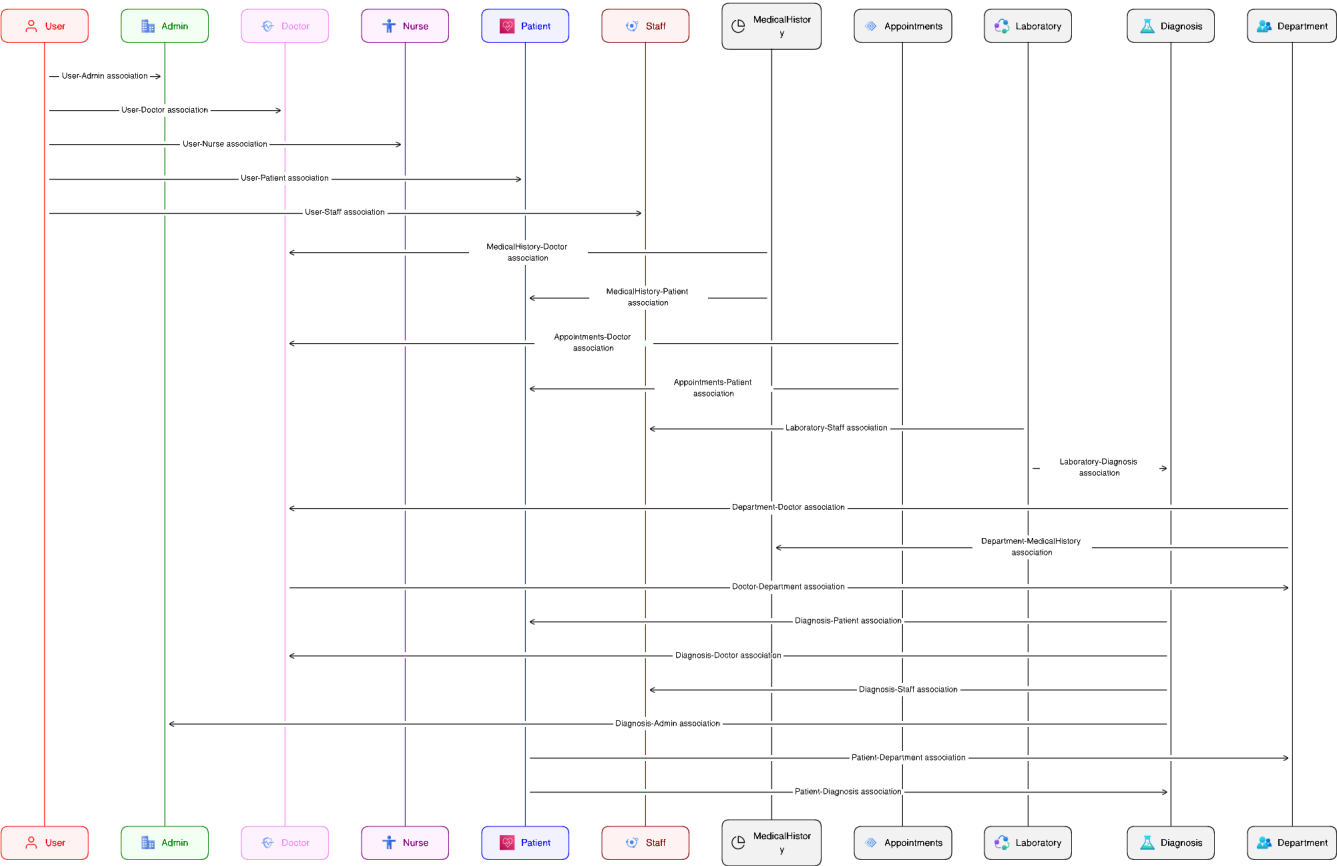 User
Admin
Doctor
Nurse
Patient
Staff
MedicalHistor
y
Appointments
Laboratory
Diagnosis
Department
User-Admin association
User-Doctor association
User-Nurse association
User-Patient association
User-Staff association
MedicalHistory-Doctor
association
MedicalHistory-Patient
association
Appointments-Doctor
association
Appointments-Patient
association
Laboratory-Staff association
Laboratory-Diagnosis
association
Department-Doctor association
Department-MedicalHistory
association
Doctor-Department association
Diagnosis-Patient association
Diagnosis-Doctor association
Diagnosis-Staff association
Diagnosis-Admin association
Patient-Department association
Patient-Diagnosis association
User
Admin
Doctor
Nurse
Patient
Staff
MedicalHistor
y
Appointments
Laboratory
Diagnosis
Department